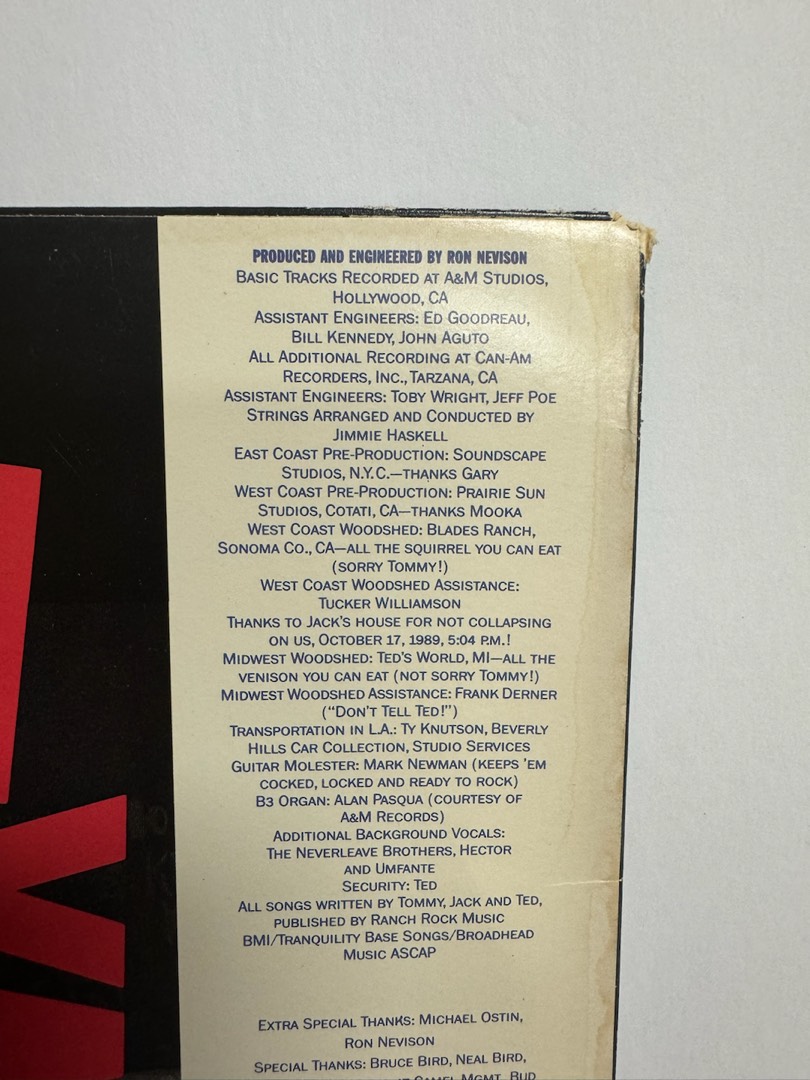 PRODUCED AND ENGINEERED BY RON NEVISON
BASIC TRACKS RECORDED AT A&M STUDIOS,
HOLLYWOOD, CA
ASSISTANT ENGINEERS: ED GOODREAU,
BILL KENNEDY, JOHN AGUTO
ALL ADDITIONAL RECORDING AT CAN-AM
RECORDERS, INC., TARZANA, CA
ASSISTANT ENGINEERS: TOBY WRIGHT, JEFF POE
STRINGS ARRANGED AND CONDUCTED BY
JIMMIE HASKELL
EAST COAST PRE-PRODUCTION: SOUNDSCAPE
STUDIOS, N.Y.C.—THANKS GARY
WEST COAST PRE-PRODUCTION: PRAIRIE SUN
STUDIOS, COTATI, CA—THANKS MOOKA
WEST COAST WOODSHED: BLADES RANCH,
SONOMA CO., CA—ALL THE SQUIRREL YOU CAN EAT
(SORRY TOMMY!)
WEST COAST WOODSHED ASSISTANCE:
TUCKER WILLIAMSON
THANKS TO JACK'S HOUSE FOR NOT COLLAPSING
ON US, OCTOBER 17, 1989, 5:04 P.M.!
MIDWEST WOODSHED: TED'S WORLD, MI—ALL THE
VENISON YOU CAN EAT (NOT SORRY TOMMY!)
MIDWEST WOODSHED ASSISTANCE: FRANK DERNER
("DON'T TELL TED!")
TRANSPORTATION IN L.A.: TY KNUTSON, BEVERLY
HILLS CAR COLLECTION, STUDIO SERVICES
GUITAR MOLESTER: MARK NEWMAN (KEEPS 'EM
COCKED, LOCKED AND READY TO ROCK)
B3 ORGAN: ALAN PASQUA (COURTESY OF
A&M RECORDS)
ADDITIONAL BACKGROUND VOCALS:
THE NEVERLEAVE BROTHERS, HECTOR
AND UMFANTE
SECURITY: TED
ALL SONGS WRITTEN BY TOMMY, JACK AND TED,
PUBLISHED BY RANCH ROCK MUSIC
BMI/TRANQUILITY BASE SONGS/BROADHEAD
MUSIC ASCAP
EXTRA SPECIAL THANKS: MICHAEL OSTIN,
RON NEVISON
SPECIAL THANKS: BRUCE BIRD, NEAL BIRD,
CAMEL MGMT, BUD